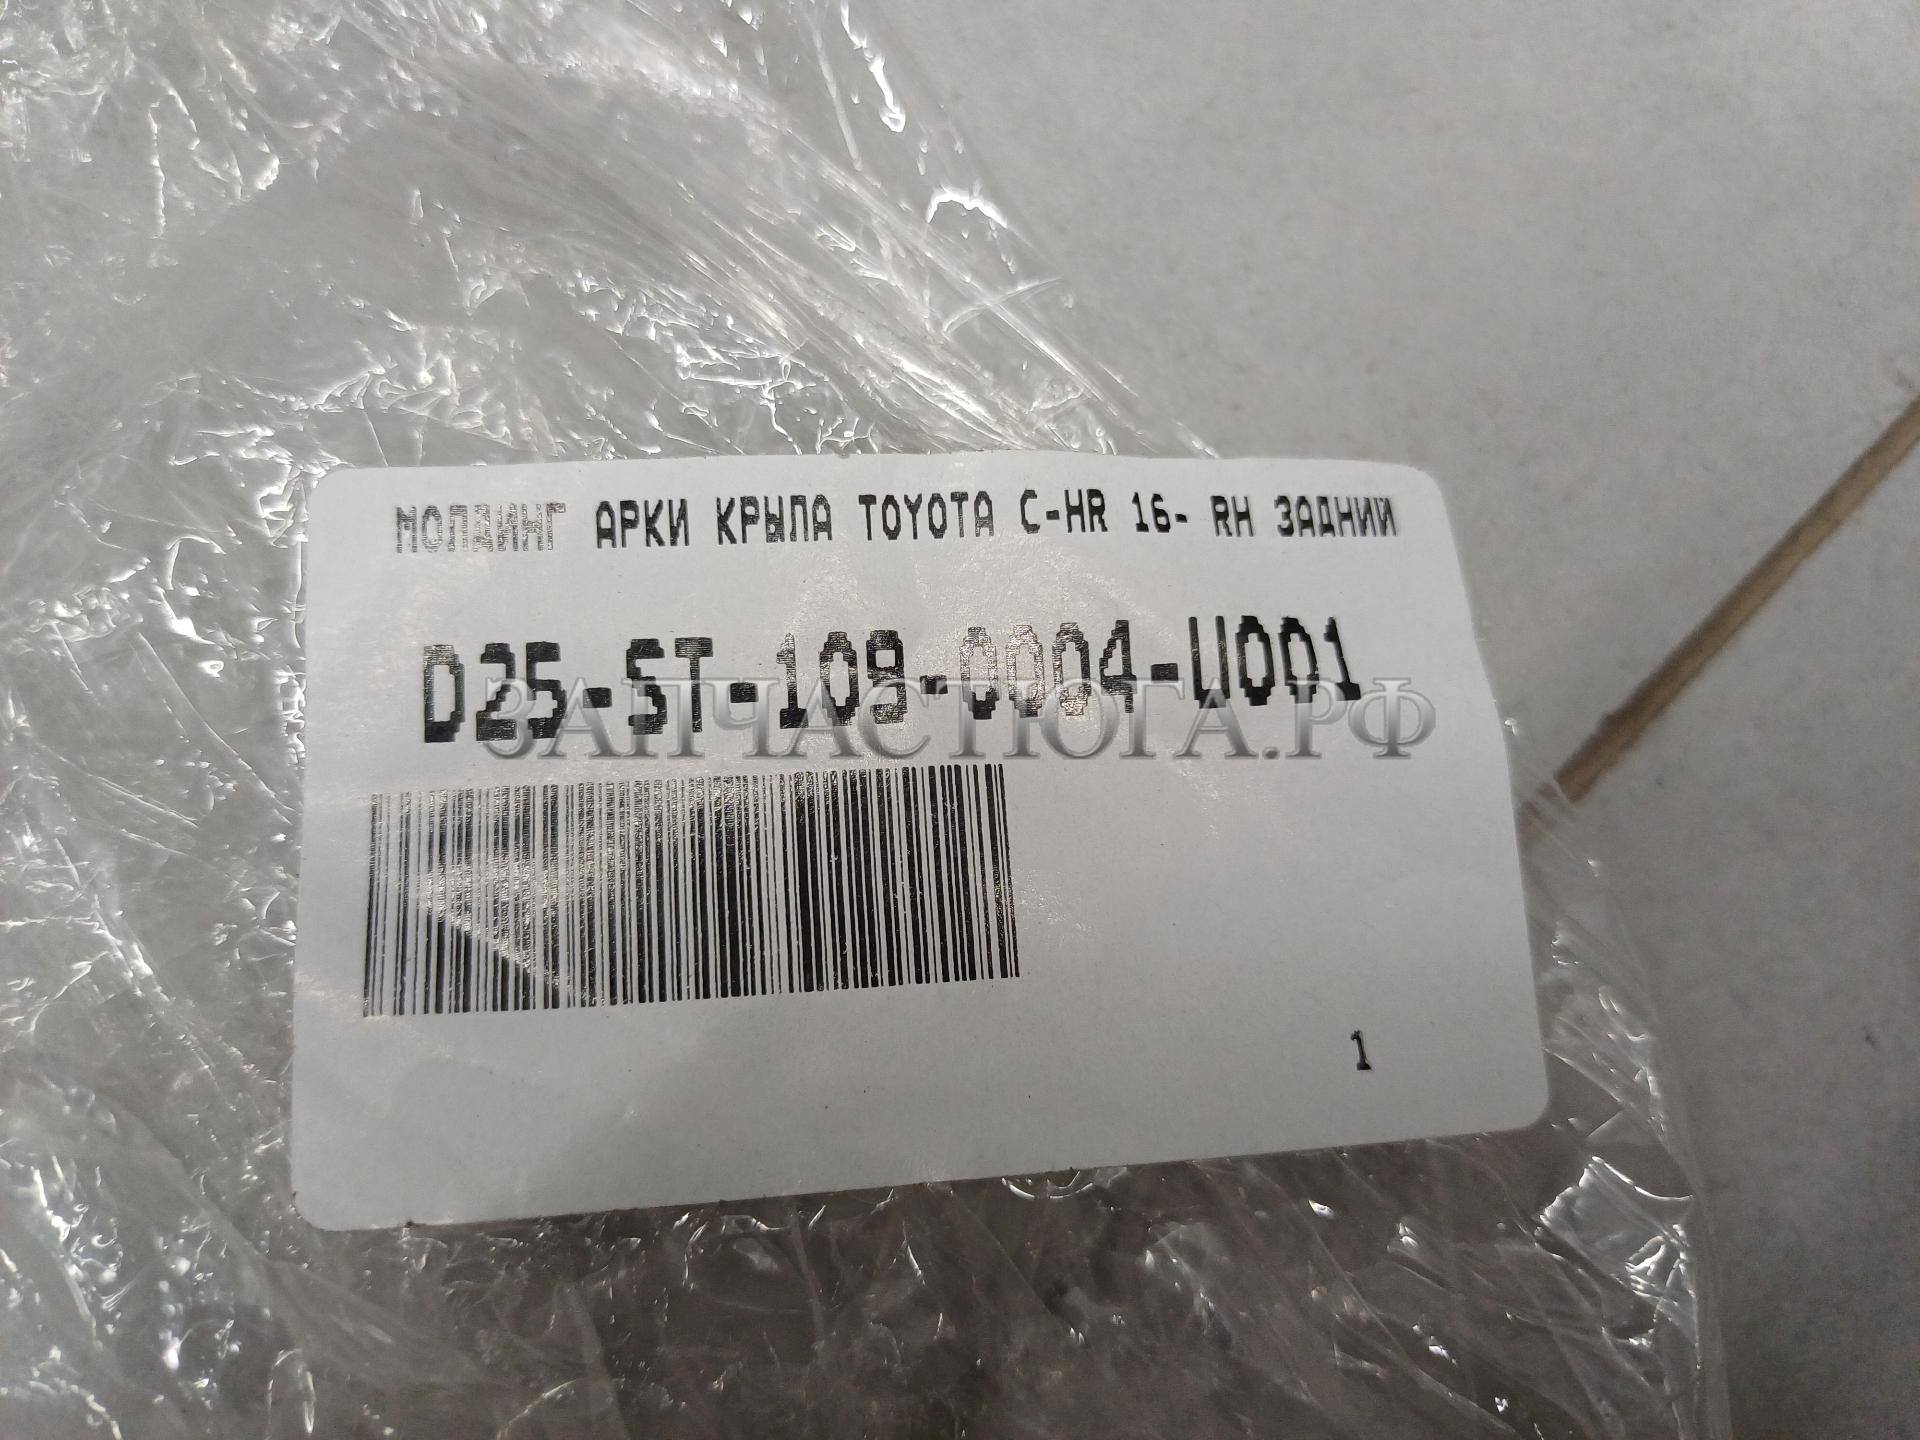 МОЛДИНГ АРКИ КРЫЛА TOYOTA C-HR 16- RH ЗАДНИЙ
D25-ST-109-0004-U001
ЗАПЧАСТЮГА.РФ
1